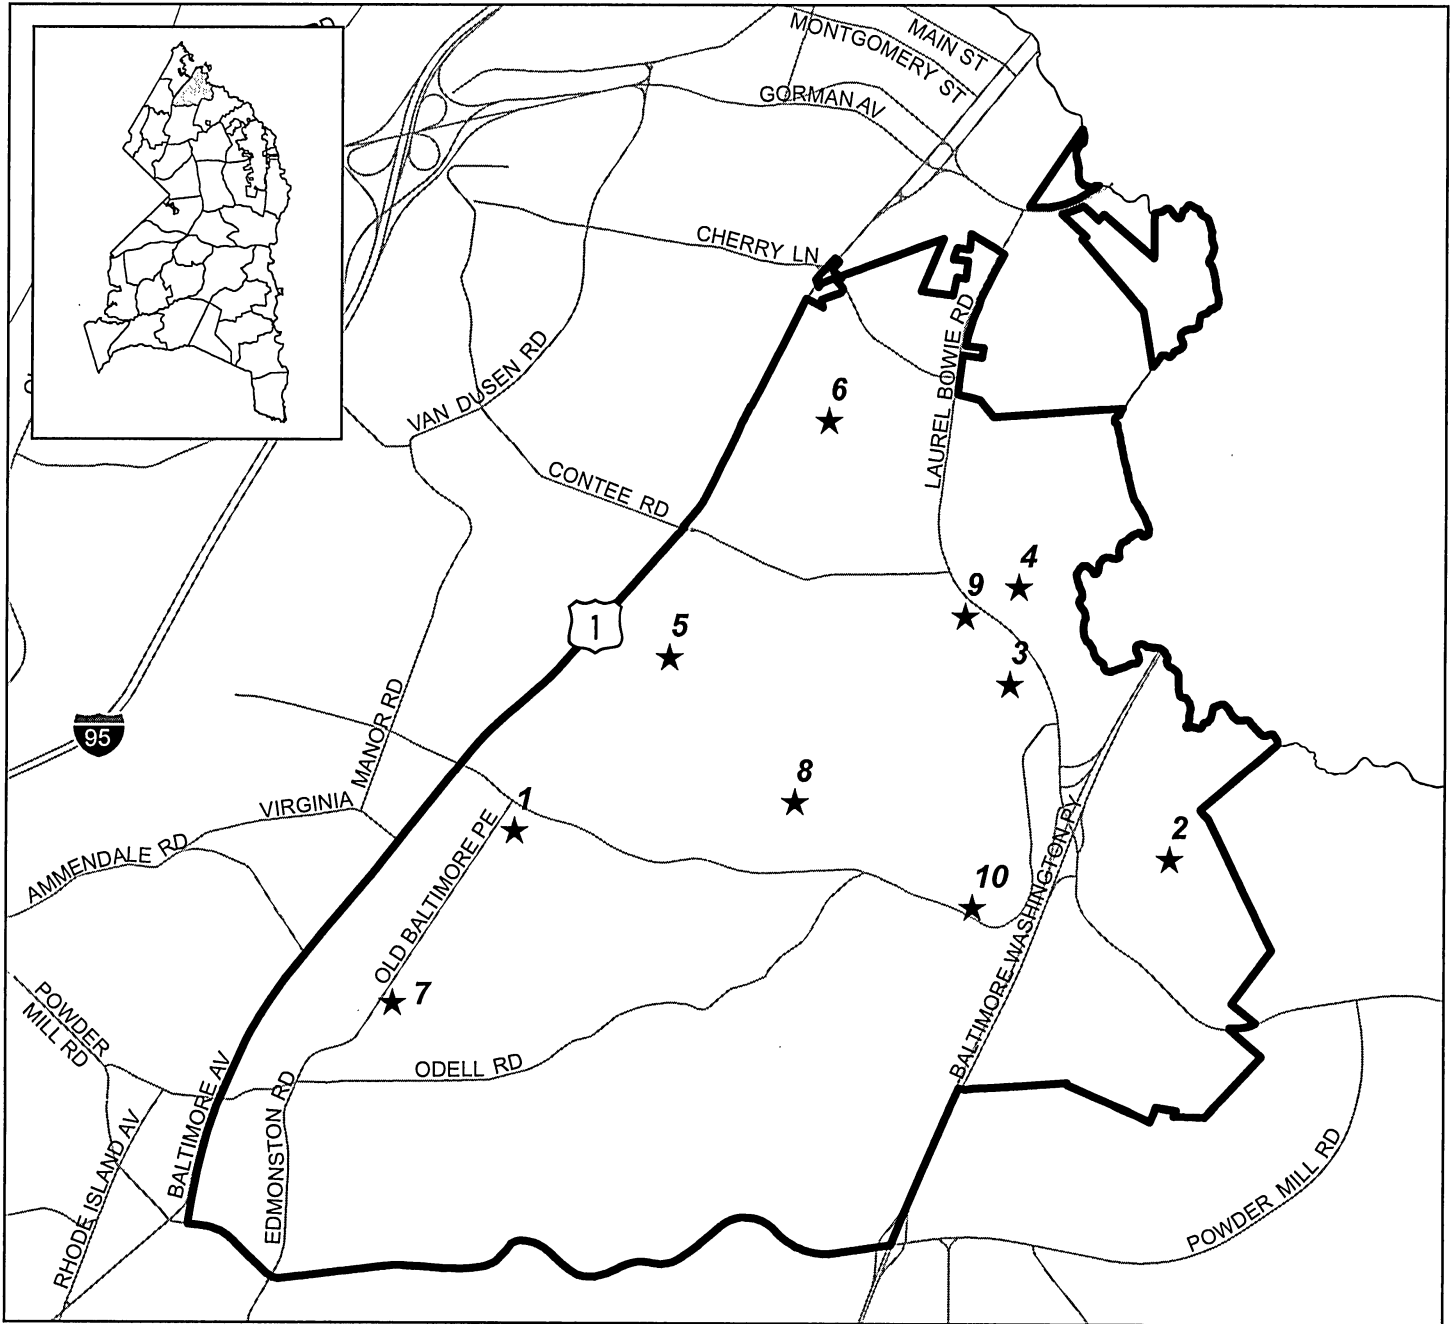 RD
MAIN ST
MONTGOMERY ST
GORMAN AV
CHERRY LN
VAN DUSEN RD
LAUREL BOWIE RD
6
CONTEE RD
4
9
1
5
3
MANOR RD
95
8
VIRGINIA
1
2
AMMENDALE RD
OLD BALTIMORE PE
BALTIMORE WASHINGTON PY
10
7
POWDER
MILL RD
ODELL RD
BALTIMORE AV
EDMONSTON RD
RHODE ISLAND AV
POWDER MILL RD